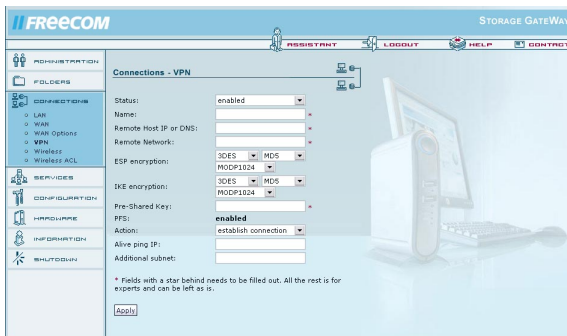 FREECOM
STORAGE GATEWAY
ASSISTANT LOGOUT HELP CONTACT
ADMINISTRATION
FOLDERS
CONNECTIONS
LAN
WAN
WAN Options
VPN
Wireless
Wireless ACL
SERVICES
CONFIGURATION
HARDWARE
INFORMATION
SHUTDOWN
Connections - VPN
Status: enabled
Name: *
Remote Host IP or DNS: *
Remote Network: *
ESP encryption: 3DES MD5
MODP1024
IKE encryption: 3DES MD5
MODP1024
Pre-Shared Key: *
PFS: enabled
Action: establish connection
Alive ping IP:
Additional subnet:
* Fields with a star behind needs to be filled out. All the rest is for
experts and can be left as is.
Apply